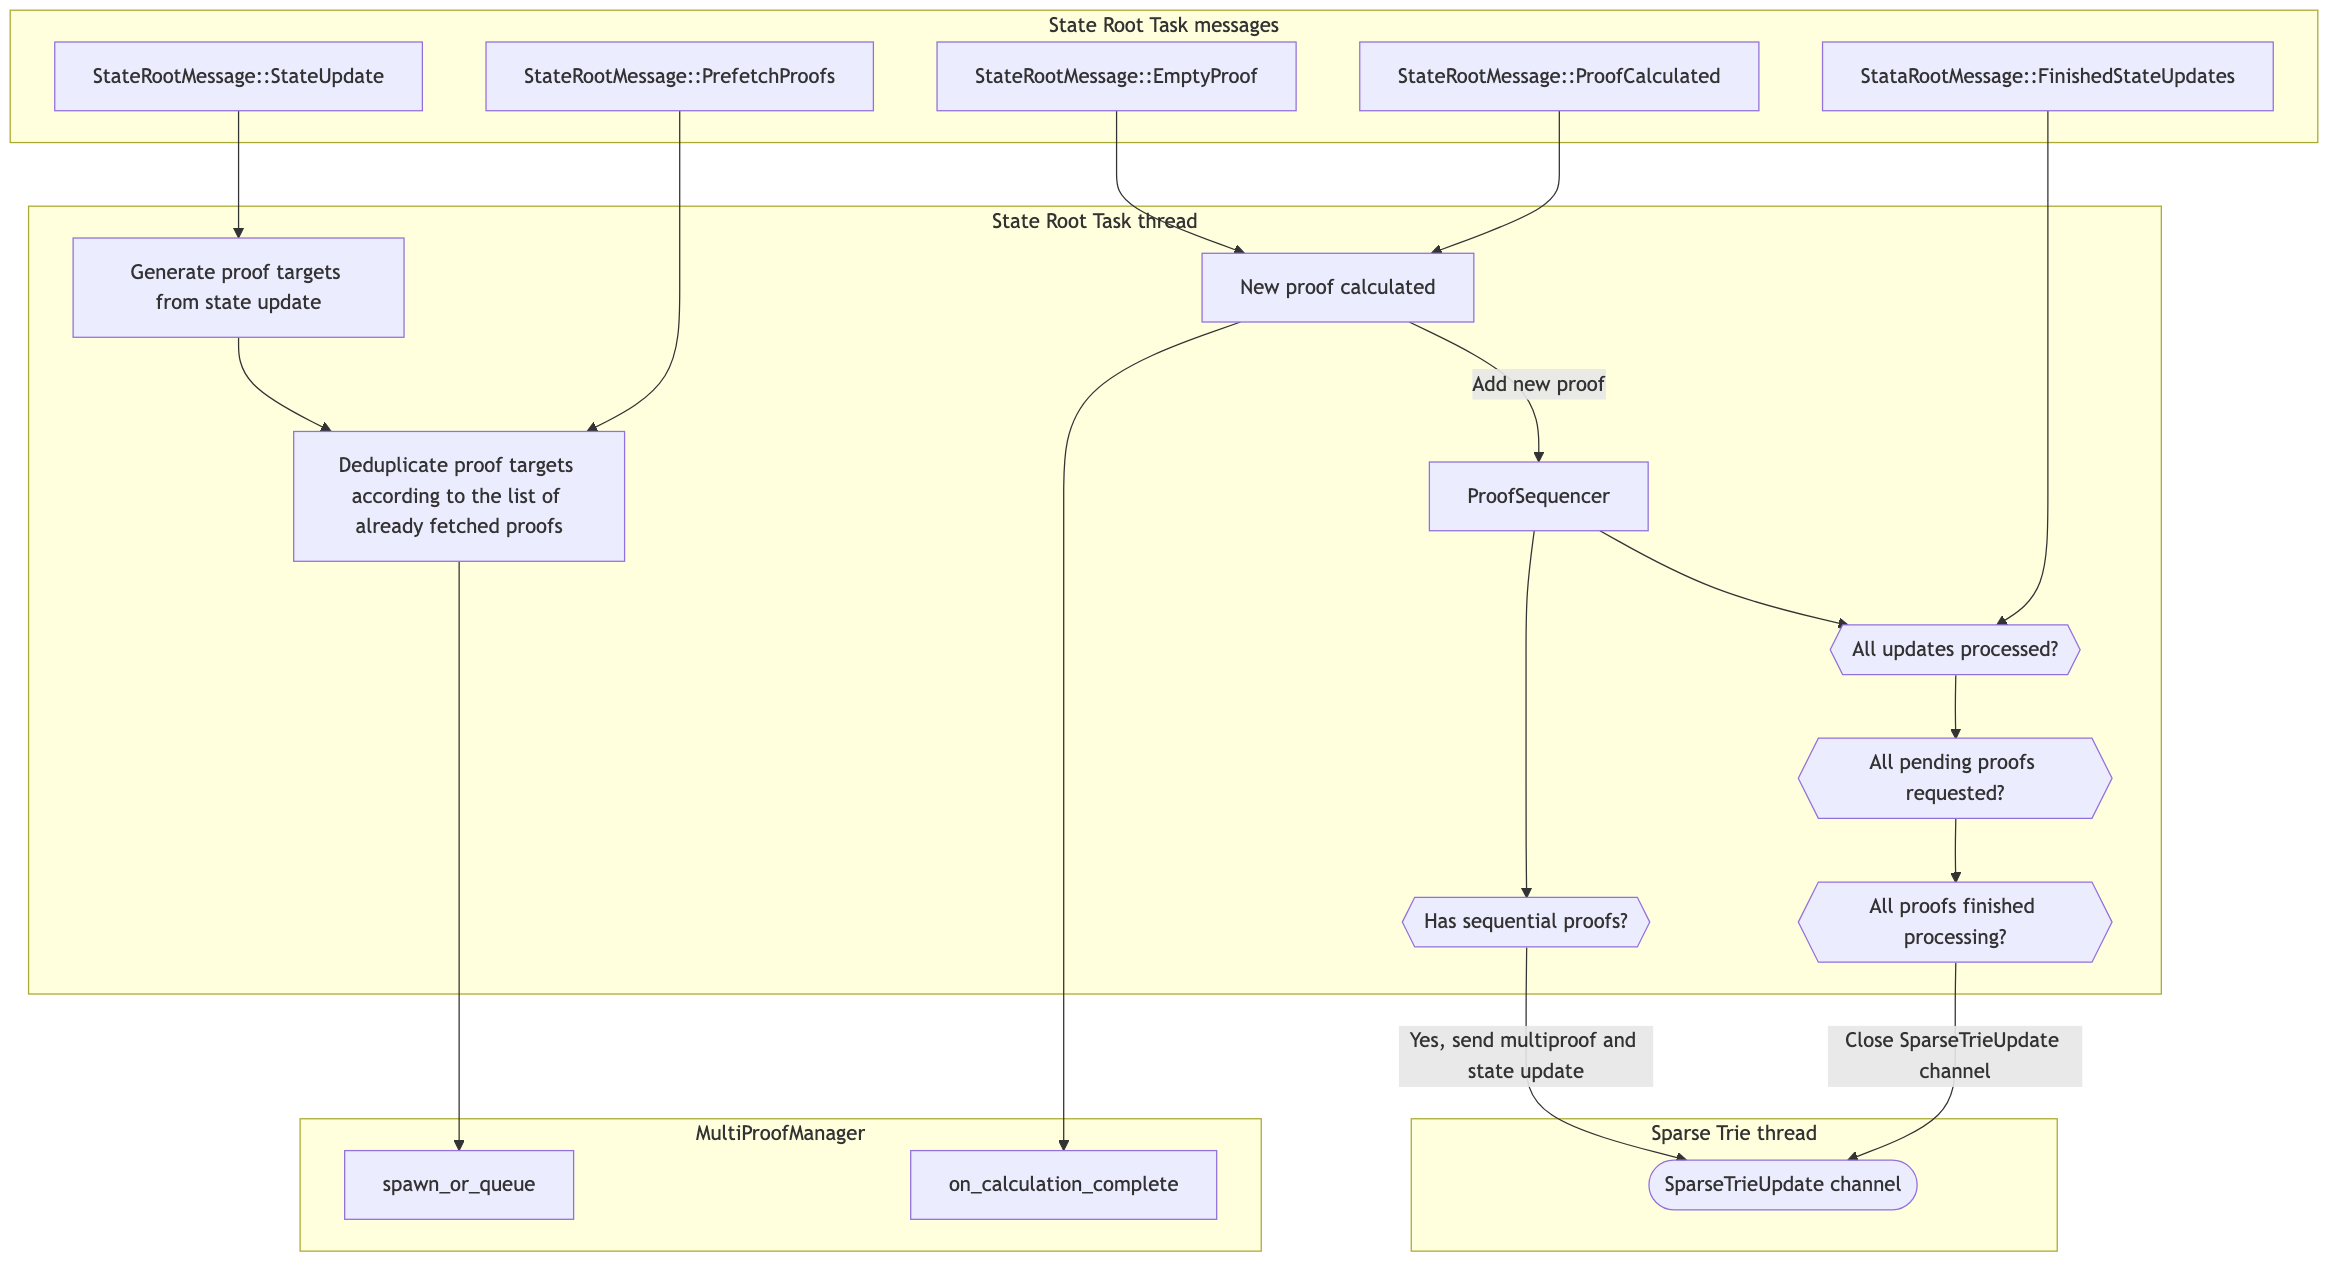 State Root Task messages
StateRootMessage::StateUpdate
StateRootMessage::PrefetchProofs
StateRootMessage::EmptyProof
StateRootMessage::ProofCalculated
StataRootMessage::FinishedStateUpdates
State Root Task thread
Generate proof targets
from state update
New proof calculated
Add new proof
Deduplicate proof targets
according to the list of
already fetched proofs
ProofSequencer
All updates processed?
All pending proofs
requested?
Has sequential proofs?
All proofs finished
processing?
Yes, send multiproof and
state update
Close SparseTrieUpdate
channel
MultiProofManager
spawn_or_queue
on_calculation_complete
Sparse Trie thread
SparseTrieUpdate channel